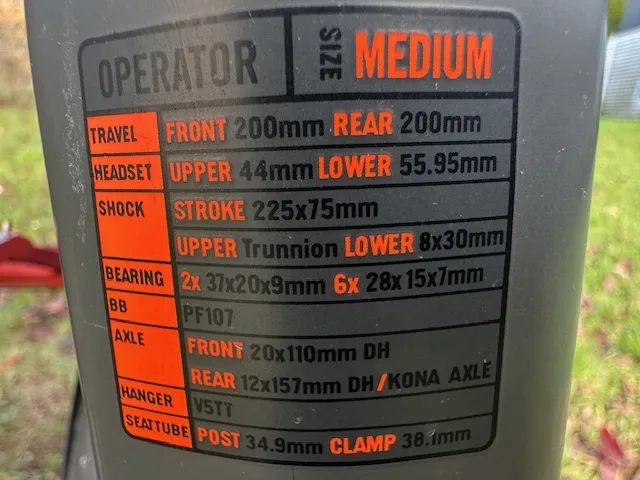 OPERATOR SIZE MEDIUM
TRAVEL FRONT 200mm REAR 200mm
HEADSET UPPER 44mm LOWER 55.95mm
SHOCK STROKE 225x75mm
UPPER Trunnion LOWER 8x30mm
BEARING 2x 37x20x9mm 6x 28x15x7mm
BB PF107
AXLE FRONT 20x110mm DH
REAR 12x157mm DH/KONA AXLE
HANGER V5TT
SEATTUBE POST 34.9mm CLAMP 38.1mm